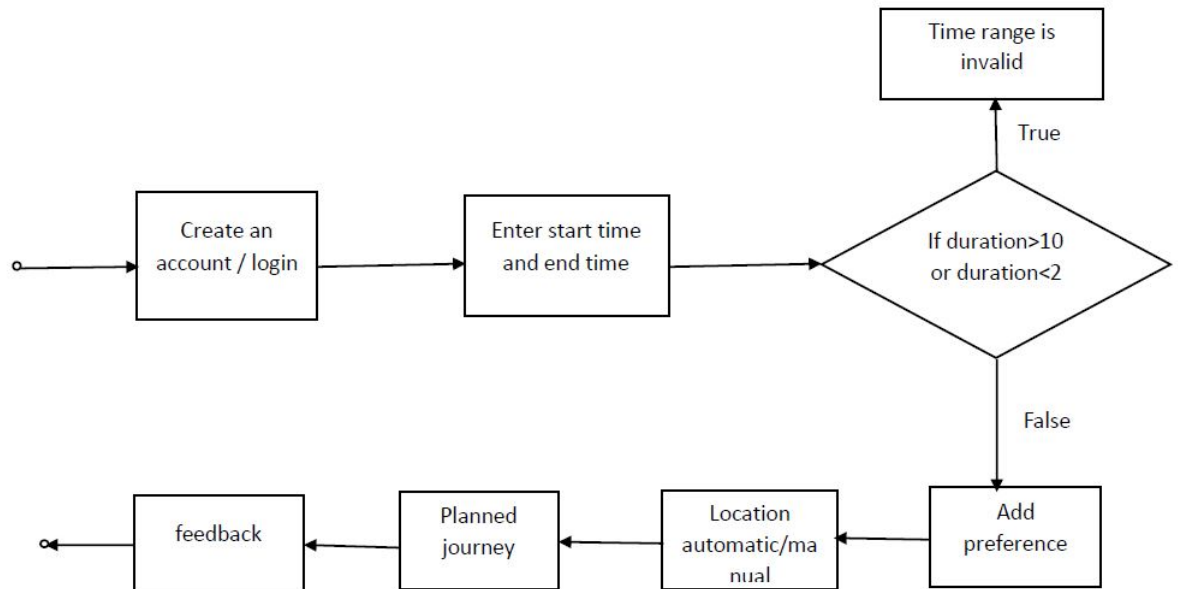 Time range is
invalid
True
Create an
account / login
Enter start time
and end time
If duration>10
or duration<2
False
Add
preference
Location
automatic/ma
nual
Planned
journey
feedback